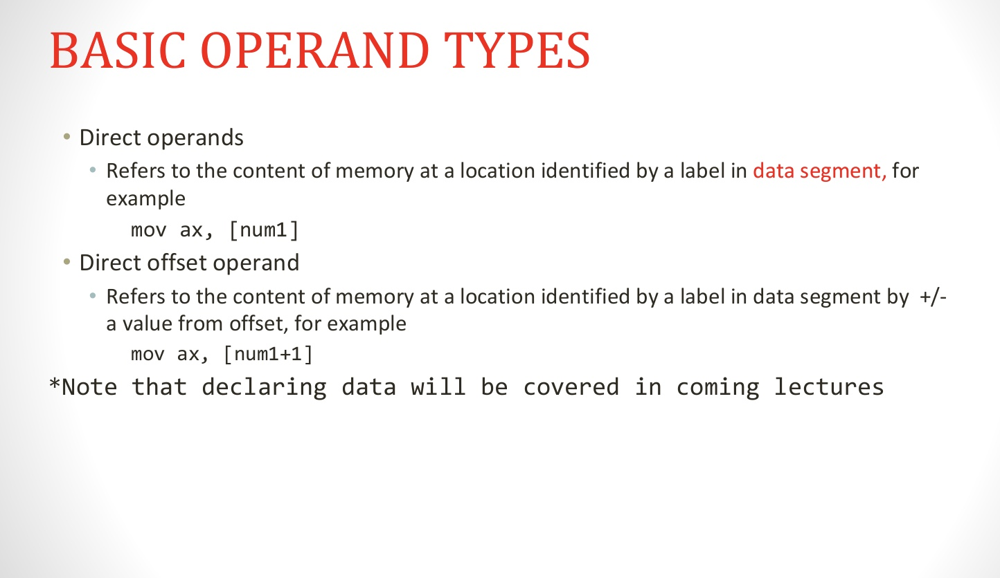 BASIC OPERAND TYPES
• Direct operands
• Refers to the content of memory at a location identified by a label in data segment, for
example
mov ax, [num1]
• Direct offset operand
• Refers to the content of memory at a location identified by a label in data segment by +/-
a value from offset, for example
mov ax, [num1+1]
*Note that declaring data will be covered in coming lectures